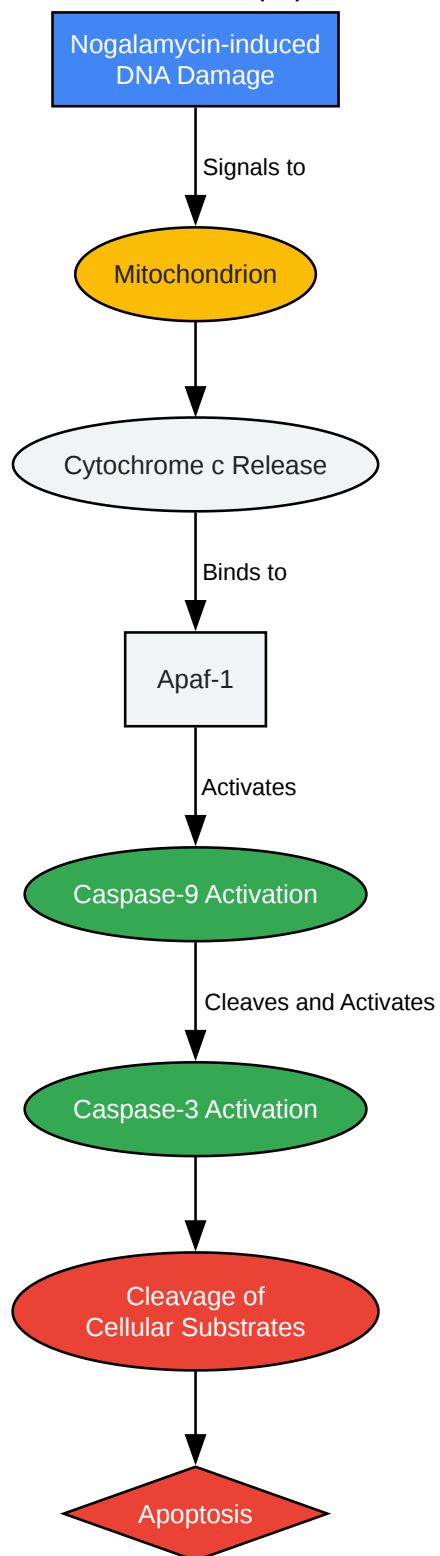 Nogalamycin-induced
DNA Damage
Signals to
Mitochondrion
Cytochrome c Release
Binds to
Apaf-1
Activates
Caspase-9 Activation
Cleaves and Activates
Caspase-3 Activation
Cleavage of
Cellular Substrates
Apoptosis